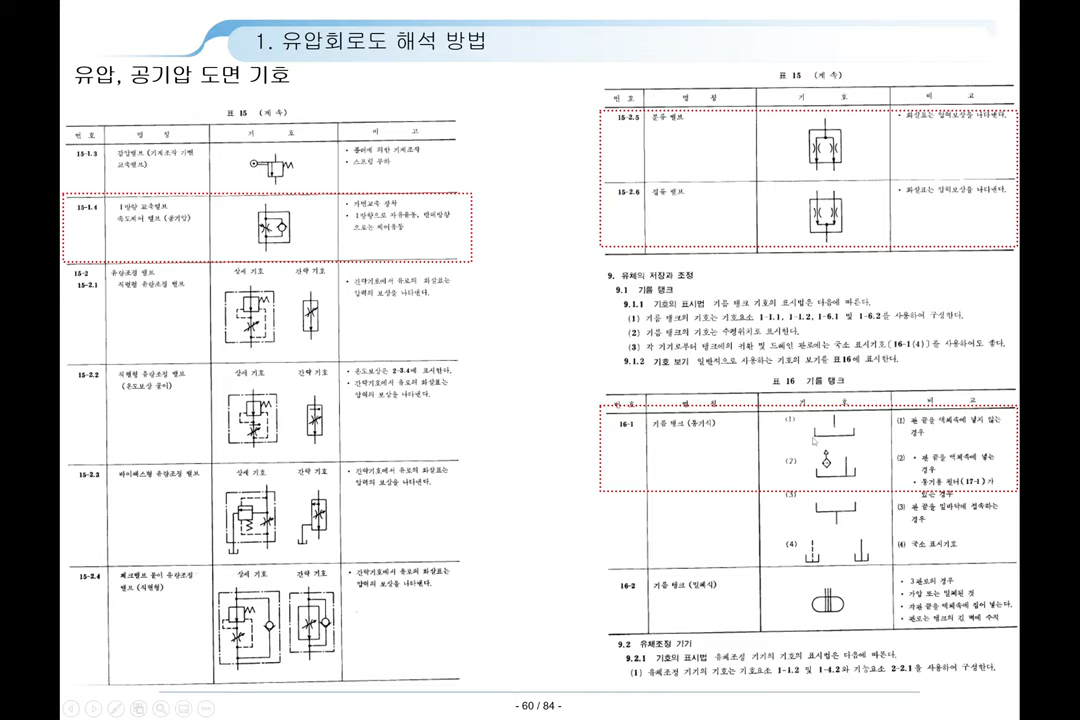 1. 유압회로도 해석 방법
유압, 공기압 도면 기호
표 15 (계 속)
번 호 명 칭 기 호 비 고
15-1.3 감압밸브 (기계조작 가변 교축밸브)
• 롤러에 의한 기계조작
• 스프링 부하
15-1.4 1방향 교축밸브
속도제어 밸브 (공기압)
• 가변교축 장착
• 1방향으로 자유유동, 반대방향
으로는 제어유동
15-2 유량조정 밸브
15-2.1 직렬형 유량조정 밸브
상세 기호 간략 기호
• 간략기호에서 유로의 화살표는
압력의 보상을 나타낸다.
15-2.2 직렬형 유량조정 밸브
(온도보상 붙이)
상세 기호 간략 기호
• 온도보상은 2-3.4에 표시한다.
• 간략기호에서 유로의 화살표는
압력의 보상을 나타낸다.
15-2.3 바이패스형 유량조정 밸브
상세 기호 간략 기호
• 간략기호에서 유로의 화살표는
압력의 보상을 나타낸다.
15-2.4 체크밸브 붙이 유량조정
밸브 (직렬형)
상세 기호 간략 기호
• 간략기호에서 유로의 화살표는
압력의 보상을 나타낸다.
표 15 (계 속)
번 호 명 칭 기 호 비 고
15-2.5 분류 밸브
• 화살표는 압력보상을 나타낸다.
15-2.6 집류 밸브
• 화살표는 압력보상을 나타낸다.
9. 유체의 저장과 조정
9.1 기름 탱크
9.1.1 기호의 표시법 기름 탱크 기호의 표시법은 다음에 따른다.
(1) 기름 탱크의 기호는 기호요소 1-1.1, 1-1.2, 1-6.1 및 1-6.2를 사용하여 구성한다.
(2) 기름 탱크의 기호는 수평위치로 표시한다.
(3) 각 기기로부터 탱크에의 귀환 및 드레인 관로에는 국소 표시기호〔16-1(4)〕를 사용하여도 좋다.
9.1.2 기호 보기 일반적으로 사용하는 기호의 보기를 표 16에 표시한다.
표 16 기름 탱크
번 호 명 칭 기 호 비 고
16-1 기름 탱크 (통기식)
(1)
(1) 관 끝을 액체속에 넣지 않는
경우
(2)
(2) • 관 끝을 액체속에 넣는
경우
• 통기용 필터(17-1)가
있는 경우
(3)
(3) 관 끝을 밑바닥에 접속하는
경우
(4)
(4) 국소 표시기호
16-2 기름 탱크 (밀폐식)
• 3관로의 경우
• 가압 또는 밀폐된 것
• 각관 끝을 액체속에 집어 넣는다.
• 관로는 탱크의 긴 벽에 수직
9.2 유체조정 기기
9.2.1 기호의 표시법 유체조정 기기의 기호의 표시법은 다음에 따른다.
(1) 유체조정 기기의 기호는 기호요소 1-1.2 및 1-4.2와 기능요소 2-2.1을 사용하여 구성한다.
- 60 / 84 -